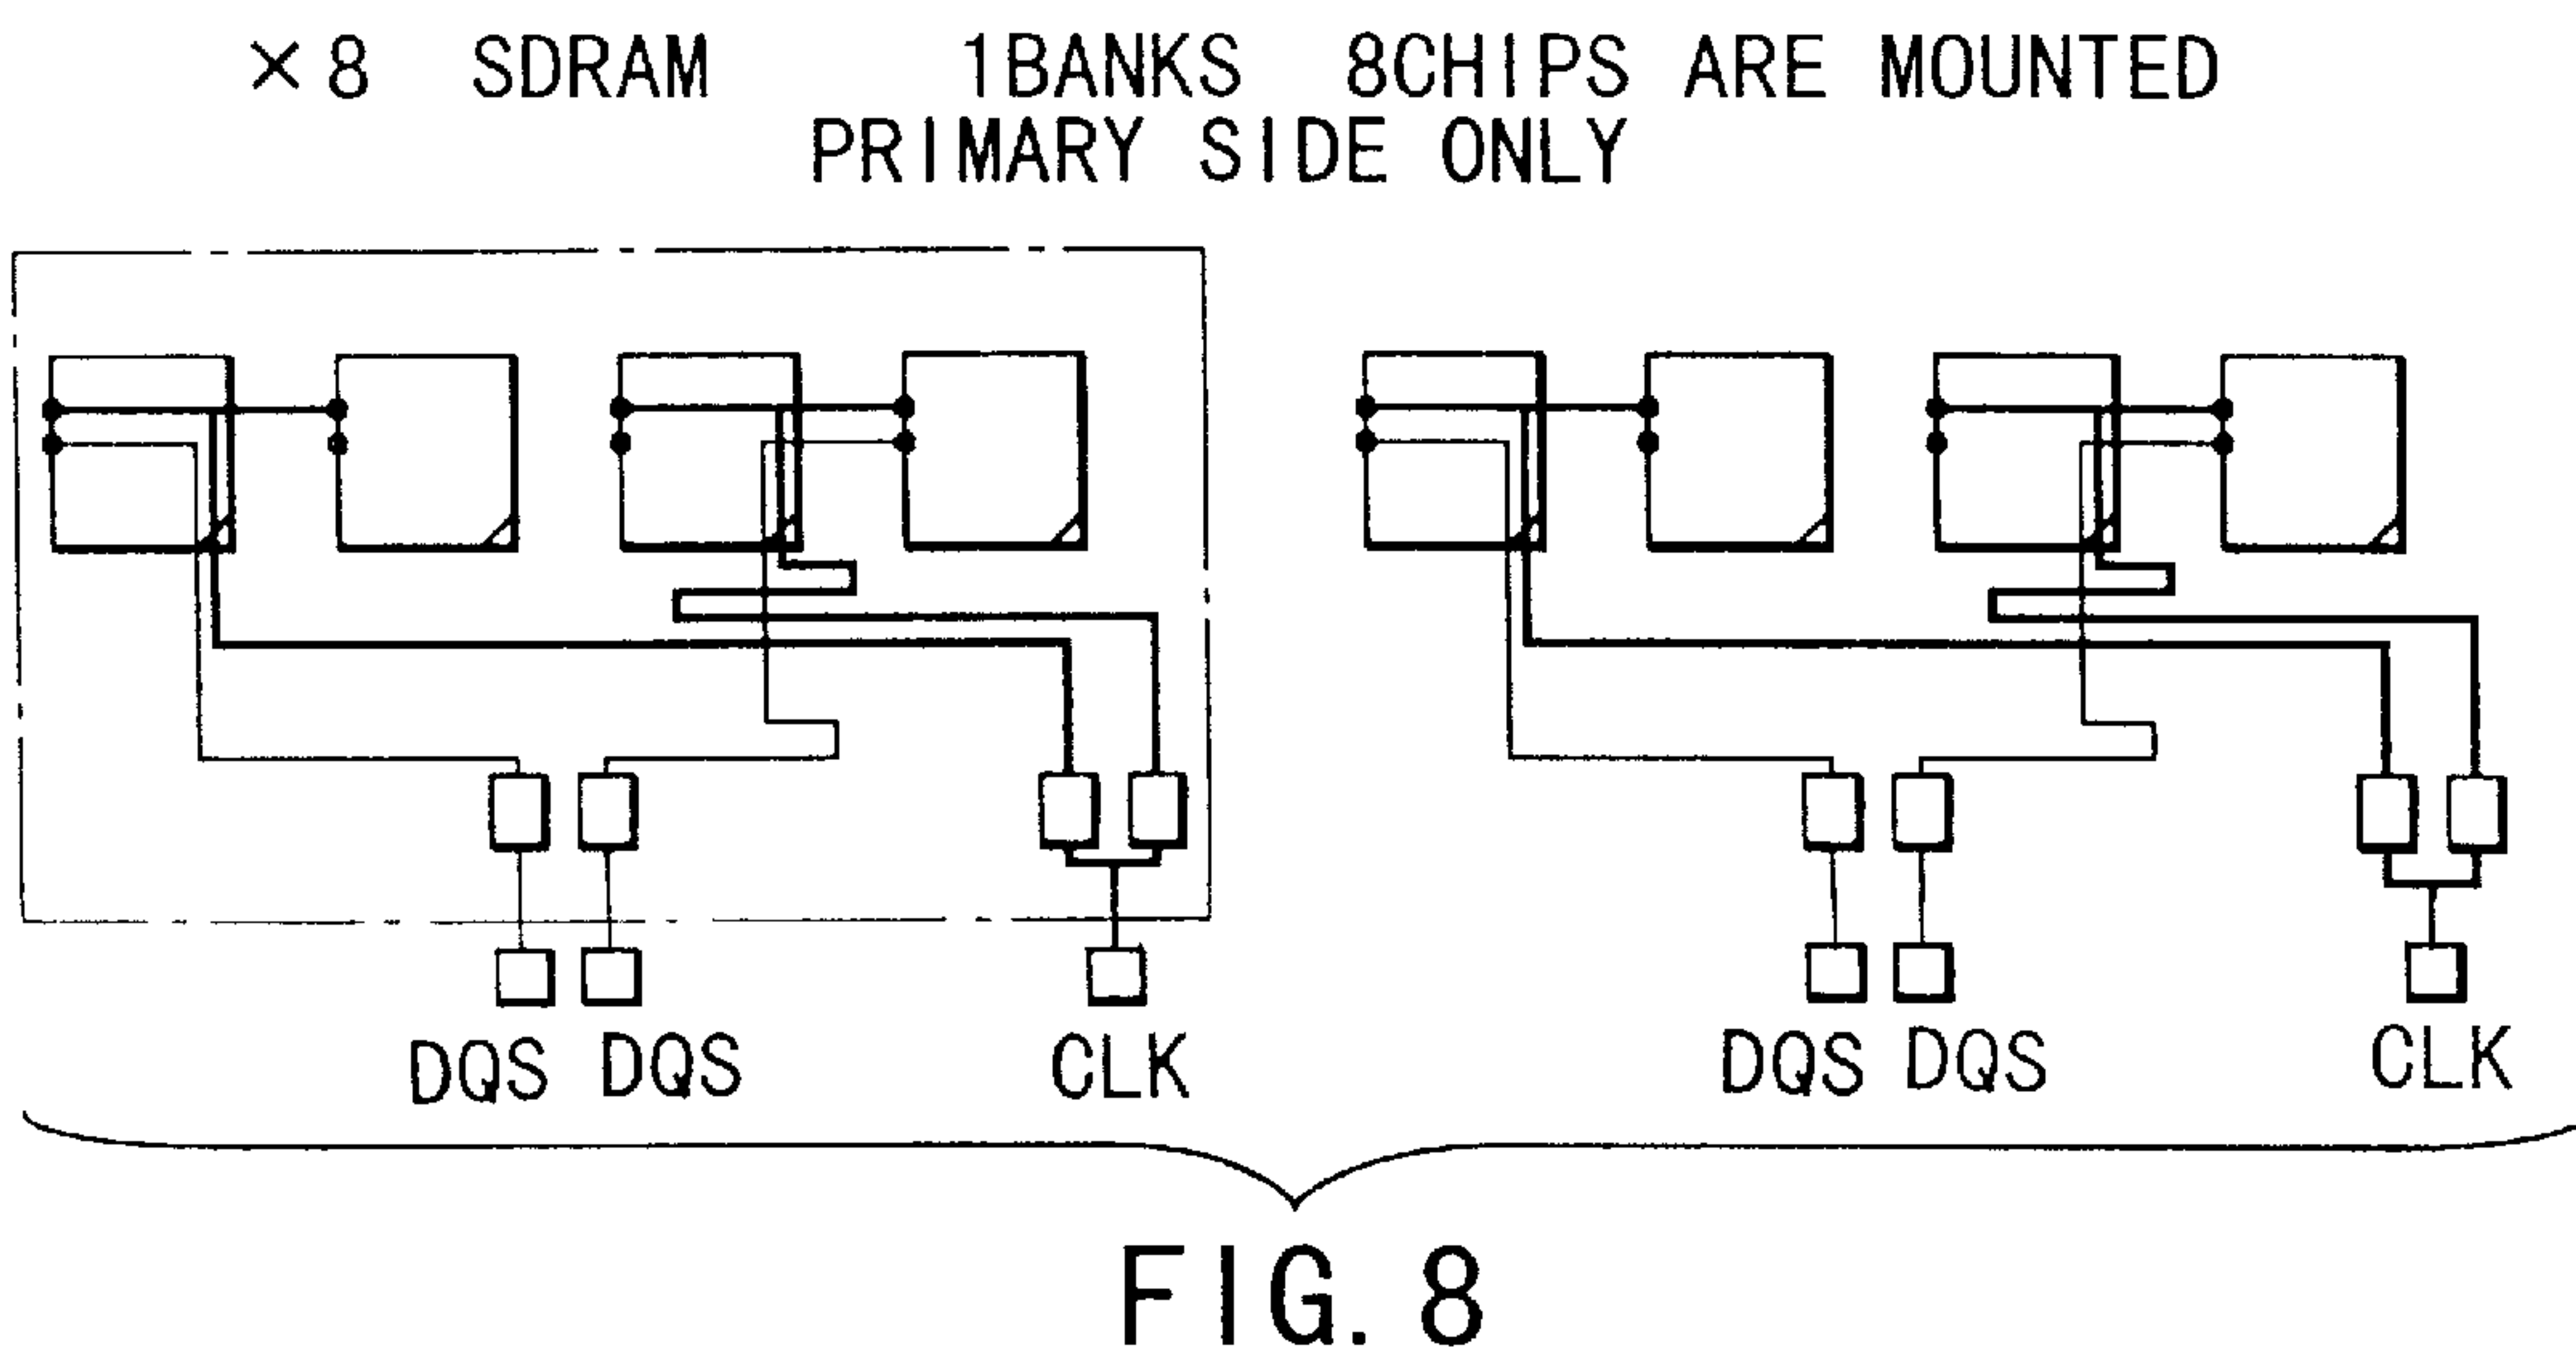 ×8 SDRAM 1BANKS 8CHIPS ARE MOUNTED
PRIMARY SIDE ONLY
DQS DQS CLK DQS DQS CLK
FIG. 8